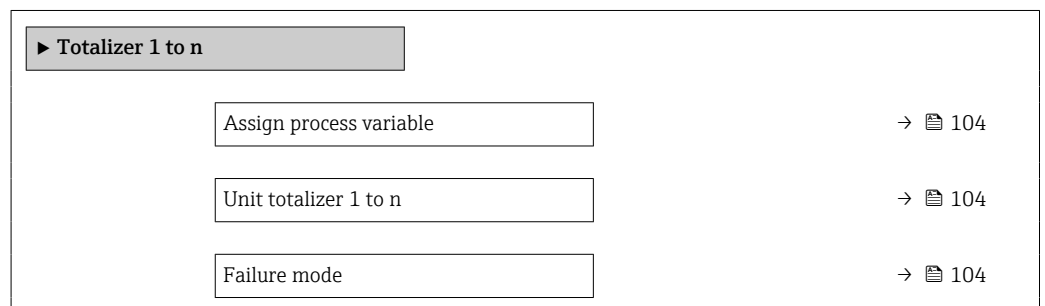 ▶ Totalizer 1 to n
Assign process variable → 🖹 104
Unit totalizer 1 to n → 🖹 104
Failure mode → 🖹 104